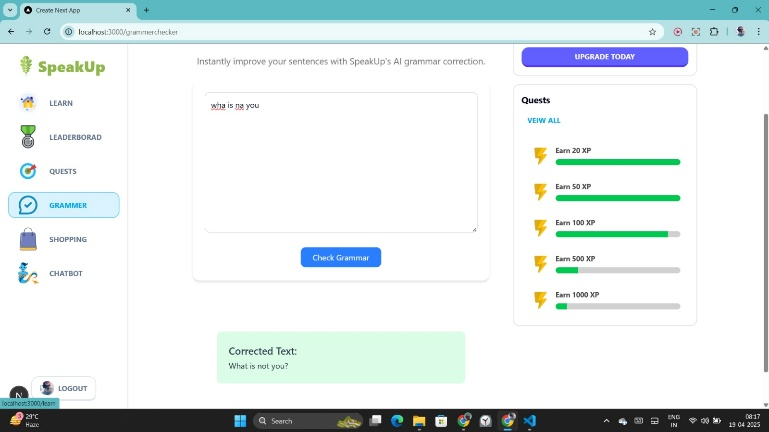 Create Next App
localhost:3000/grammerchecker
SpeakUp
LEARN
LEADERBORAD
QUESTS
GRAMMER
SHOPPING
CHATBOT
N
LOGOUT
localhost:3000/learn
Instantly improve your sentences with SpeakUp's AI grammar correction.
wha is na you
Check Grammar
Corrected Text:
What is not you?
UPGRADE TODAY
Quests
VEIW ALL
Earn 20 XP
Earn 50 XP
Earn 100 XP
Earn 500 XP
Earn 1000 XP
29°C
Haze
Search
ENG
IN
08:17
19-04-2025